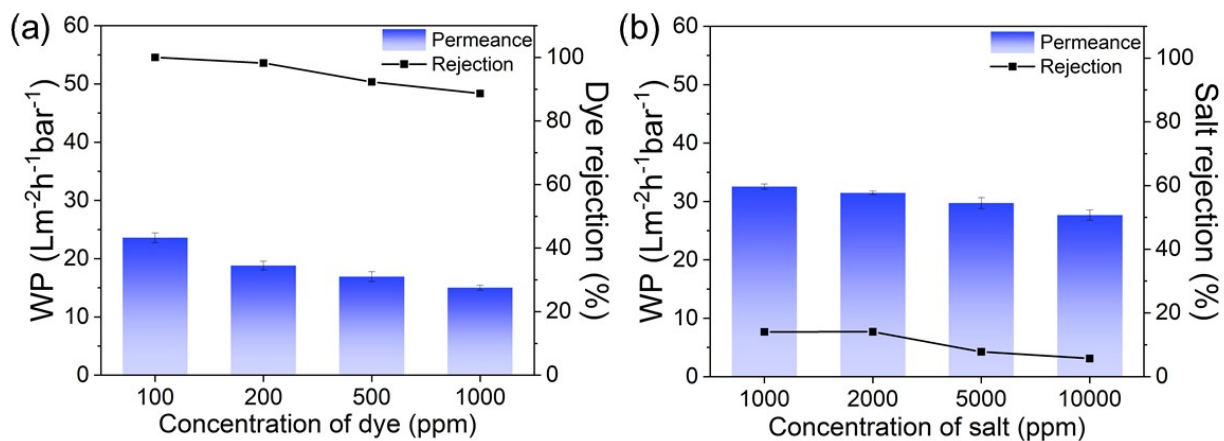 (a)
Permeance
Rejection
WP (Lm⁻²h⁻¹bar⁻¹)
60
50
40
30
20
10
0
100
80
60
40
20
0
Dye rejection (%)
100 200 500 1000
Concentration of dye (ppm)
(b)
Permeance
Rejection
WP (Lm⁻²h⁻¹bar⁻¹)
60
50
40
30
20
10
0
100
80
60
40
20
0
Salt rejection (%)
1000 2000 5000 10000
Concentration of salt (ppm)